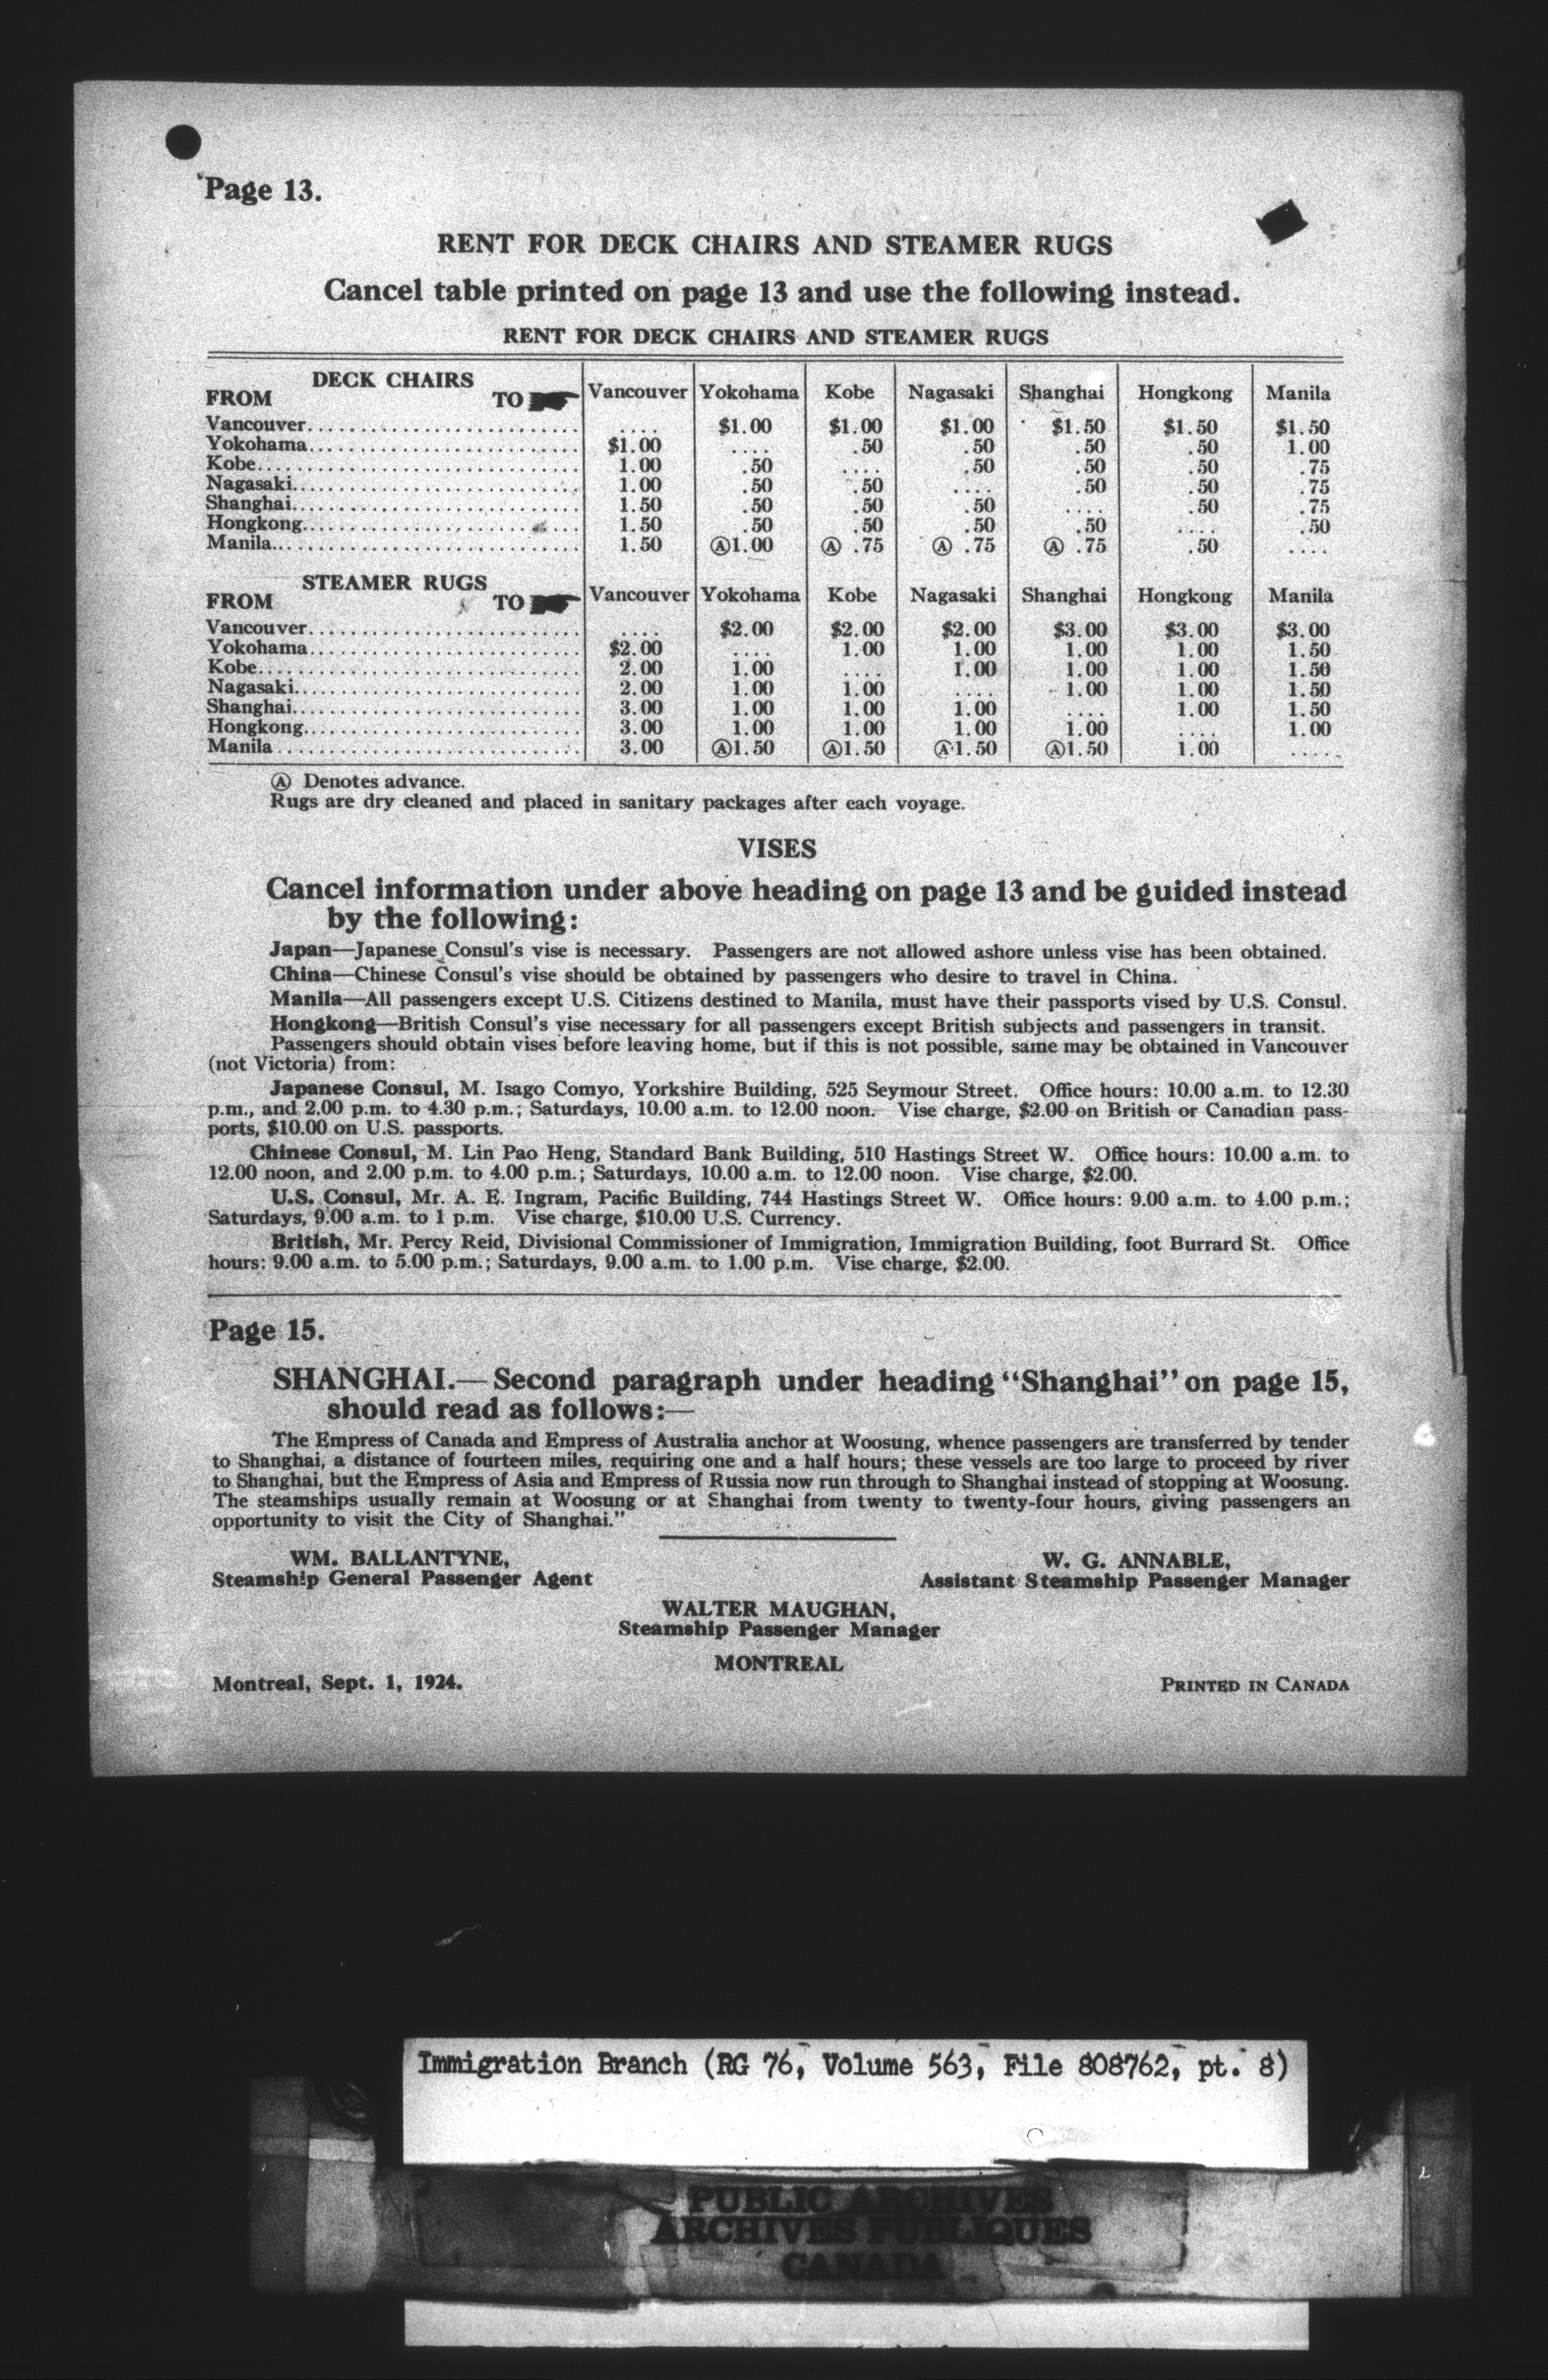 Page 13.
RENT FOR DECK CHAIRS AND STEAMER RUGS
Cancel table printed on page 13 and use the following instead.
RENT FOR DECK CHAIRS AND STEAMER RUGS
DECK CHAIRS
FROM TO Vancouver Yokohama Kobe Nagasaki Shanghai Hongkong Manila
Vancouver.......................... .... $1.00 $1.00 $1.00 $1.50 $1.50 $1.50
Yokohama.......................... $1.00 .... .50 .50 .50 .50 1.00
Kobe.............................. 1.00 .50 .... .50 .50 .50 .75
Nagasaki........................... 1.00 .50 .50 .... .50 .50 .75
Shanghai........................... 1.50 .50 .50 .50 .... .50 .75
Hongkong.......................... 1.50 .50 .50 .50 .50 .... .50
Manila............................. 1.50 Ⓐ1.00 Ⓐ .75 Ⓐ .75 Ⓐ .75 .50 ....
STEAMER RUGS
FROM TO Vancouver Yokohama Kobe Nagasaki Shanghai Hongkong Manila
Vancouver.......................... .... $2.00 $2.00 $2.00 $3.00 $3.00 $3.00
Yokohama.......................... $2.00 .... 1.00 1.00 1.00 1.00 1.50
Kobe.............................. 2.00 1.00 .... 1.00 1.00 1.00 1.50
Nagasaki........................... 2.00 1.00 1.00 .... 1.00 1.00 1.50
Shanghai........................... 3.00 1.00 1.00 1.00 .... 1.00 1.50
Hongkong.......................... 3.00 1.00 1.00 1.00 1.00 .... 1.00
Manila............................. 3.00 Ⓐ1.50 Ⓐ1.50 Ⓐ1.50 Ⓐ1.50 1.00 ....
Ⓐ Denotes advance.
Rugs are dry cleaned and placed in sanitary packages after each voyage.
VISES
Cancel information under above heading on page 13 and be guided instead
by the following:
Japan—Japanese Consul's vise is necessary. Passengers are not allowed ashore unless vise has been obtained.
China—Chinese Consul's vise should be obtained by passengers who desire to travel in China.
Manila—All passengers except U.S. Citizens destined to Manila, must have their passports vised by U.S. Consul.
Hongkong—British Consul's vise necessary for all passengers except British subjects and passengers in transit.
Passengers should obtain vises before leaving home, but if this is not possible, same may be obtained in Vancouver
(not Victoria) from:
Japanese Consul, M. Isago Comyo, Yorkshire Building, 525 Seymour Street. Office hours: 10.00 a.m. to 12.30
p.m., and 2.00 p.m. to 4.30 p.m.; Saturdays, 10.00 a.m. to 12.00 noon. Vise charge, $2.00 on British or Canadian pass-
ports, $10.00 on U.S. passports.
Chinese Consul, M. Lin Pao Heng, Standard Bank Building, 510 Hastings Street W. Office hours: 10.00 a.m. to
12.00 noon, and 2.00 p.m. to 4.00 p.m.; Saturdays, 10.00 a.m. to 12.00 noon. Vise charge, $2.00.
U.S. Consul, Mr. A. E. Ingram, Pacific Building, 744 Hastings Street W. Office hours: 9.00 a.m. to 4.00 p.m.;
Saturdays, 9.00 a.m. to 1 p.m. Vise charge, $10.00 U.S. Currency.
British, Mr. Percy Reid, Divisional Commissioner of Immigration, Immigration Building, foot Burrard St. Office
hours: 9.00 a.m. to 5.00 p.m.; Saturdays, 9.00 a.m. to 1.00 p.m. Vise charge, $2.00.
Page 15.
SHANGHAI.—Second paragraph under heading "Shanghai" on page 15,
should read as follows:—
The Empress of Canada and Empress of Australia anchor at Woosung, whence passengers are transferred by tender
to Shanghai, a distance of fourteen miles, requiring one and a half hours; these vessels are too large to proceed by river
to Shanghai, but the Empress of Asia and Empress of Russia now run through to Shanghai instead of stopping at Woosung.
The steamships usually remain at Woosung or at Shanghai from twenty to twenty-four hours, giving passengers an
opportunity to visit the City of Shanghai."
WM. BALLANTYNE,
Steamship General Passenger Agent
W. G. ANNABLE,
Assistant Steamship Passenger Manager
WALTER MAUGHAN,
Steamship Passenger Manager
MONTREAL
Montreal, Sept. 1, 1924.
PRINTED IN CANADA
Immigration Branch (RG 76, Volume 563, File 808762, pt. 8)
PUBLIC ARCHIVES
ARCHIVES PUBLIQUES
CANADA